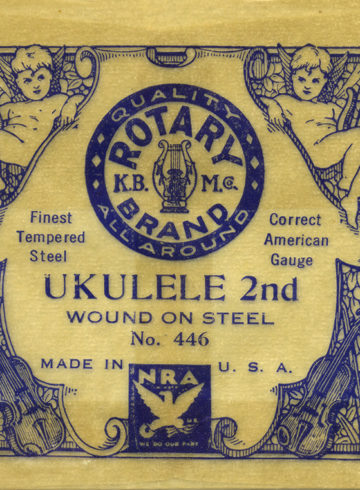 QUALITY
ROTARY
K.B. M.Co.
BRAND
ALL AROUND
Finest
Tempered
Steel
Correct
American
Gauge
UKULELE 2nd
WOUND ON STEEL
No. 446
MADE IN U. S. A.
NRA
U.S.
WE DO OUR PART